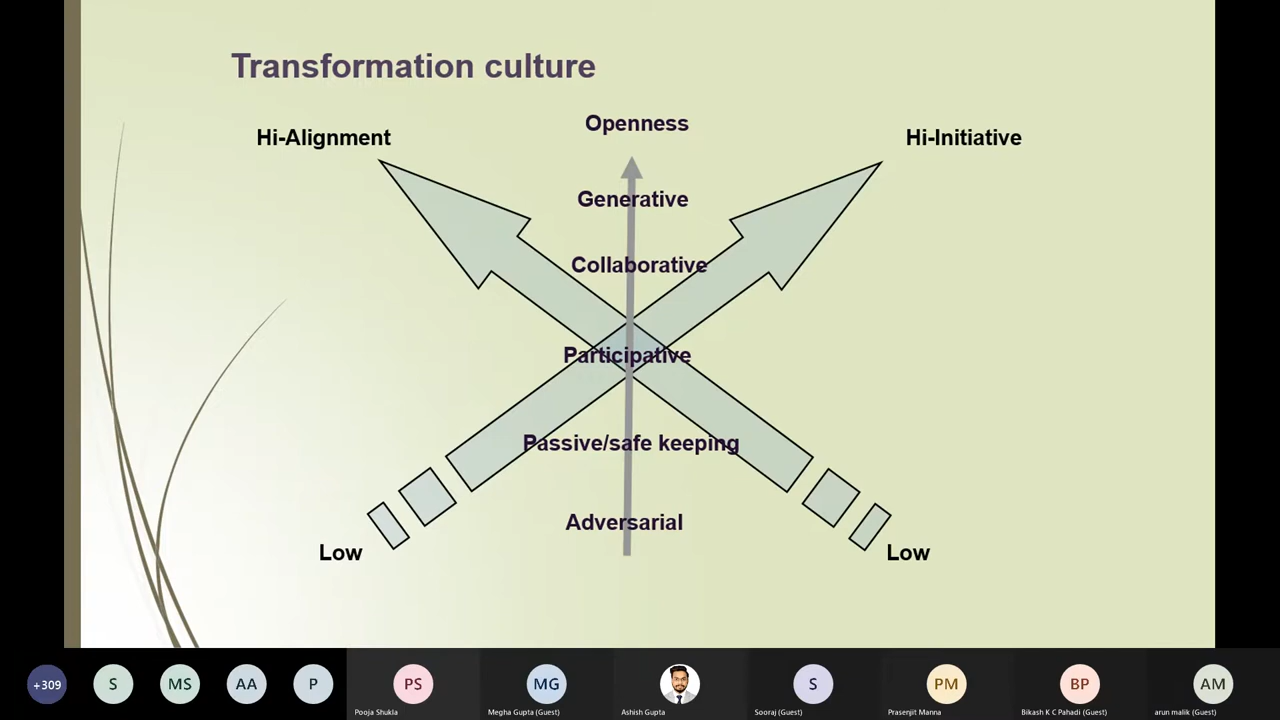 Transformation culture
Openness
Hi-Alignment
Hi-Initiative
Generative
Collaborative
Participative
Passive/safe keeping
Adversarial
Low
Low
+309
S
MS
AA
P
PS
MG
S
PM
BP
AM
Pooja Shukla
Megha Gupta (Guest)
Ashish Gupta
Sooraj (Guest)
Prasenjit Manna
Bikash K C Pahadi (Guest)
arun malik (Guest)